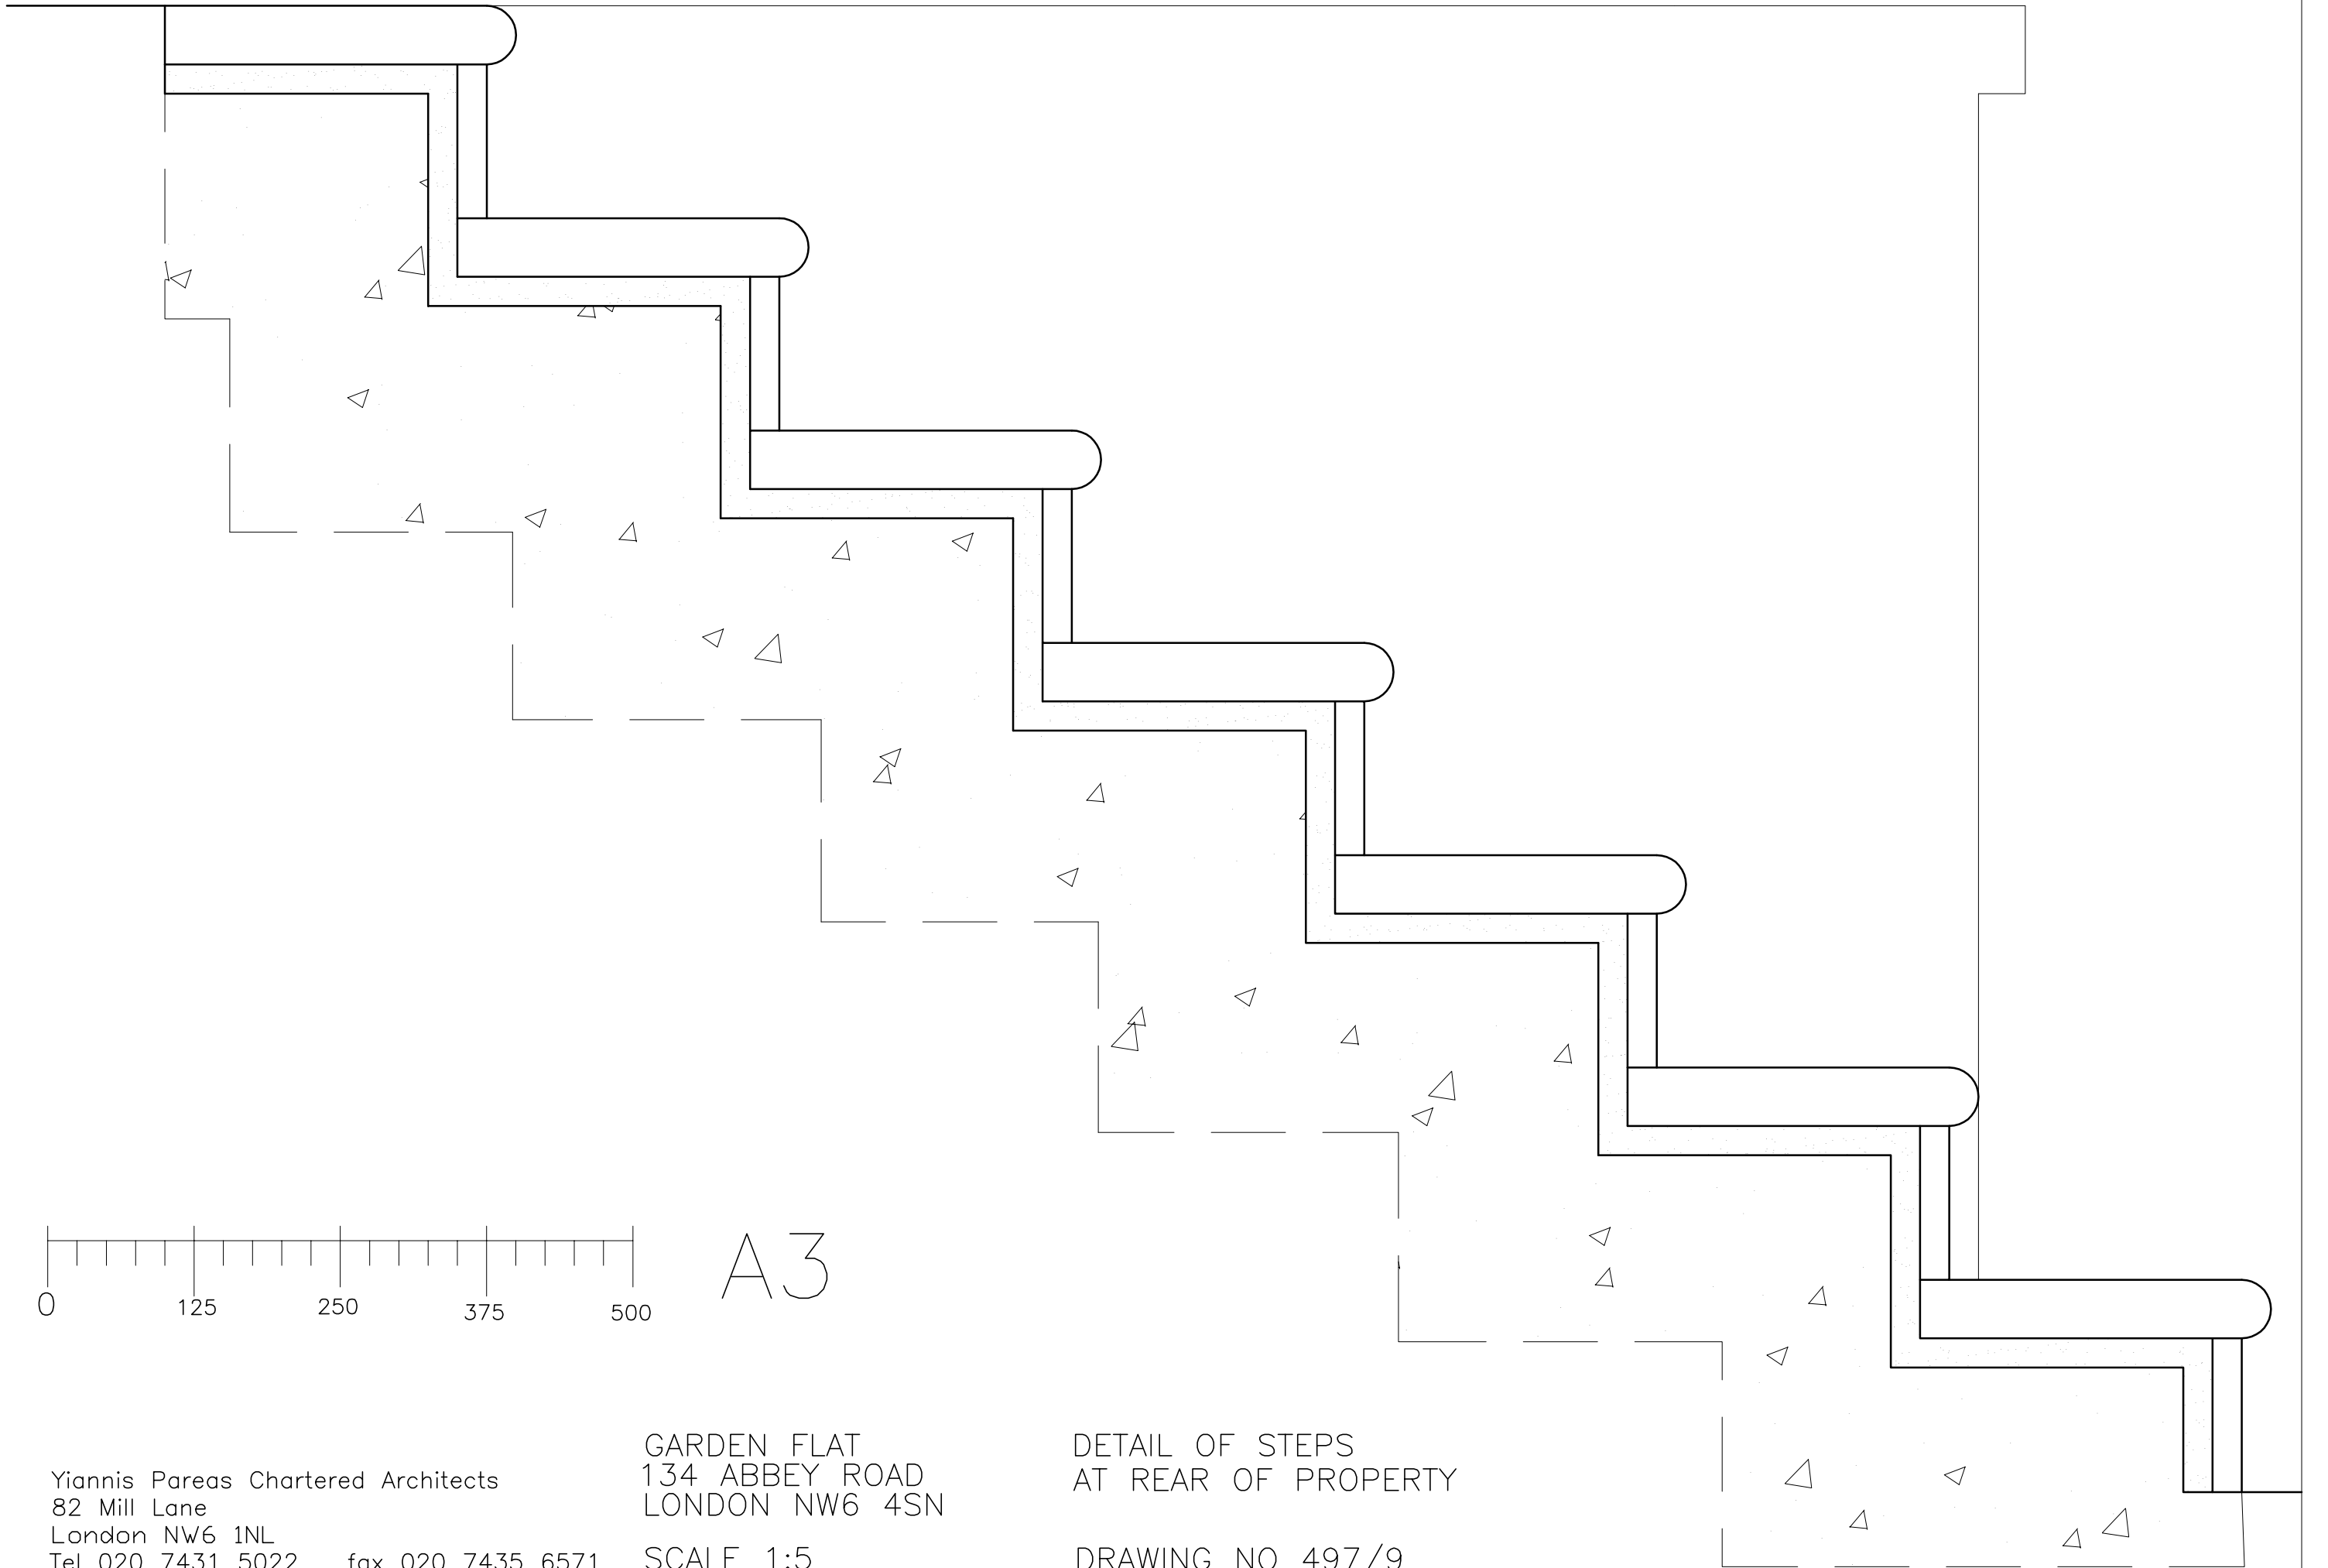 0 125 250 375 500
A3
Yiannis Pareas Chartered Architects
82 Mill Lane
London NW6 1NL
Tel 020 7431 5022 fax 020 7435 6571
GARDEN FLAT
134 ABBEY ROAD
LONDON NW6 4SN
SCALE 1:5
DETAIL OF STEPS
AT REAR OF PROPERTY
DRAWING NO 497/9